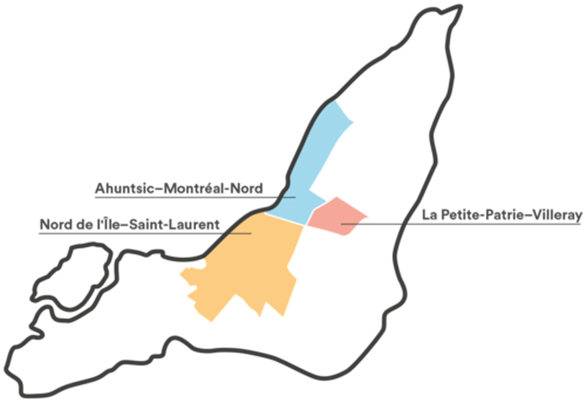 Ahuntsic–Montréal-Nord
Nord de l'Île–Saint-Laurent
La Petite-Patrie–Villeray